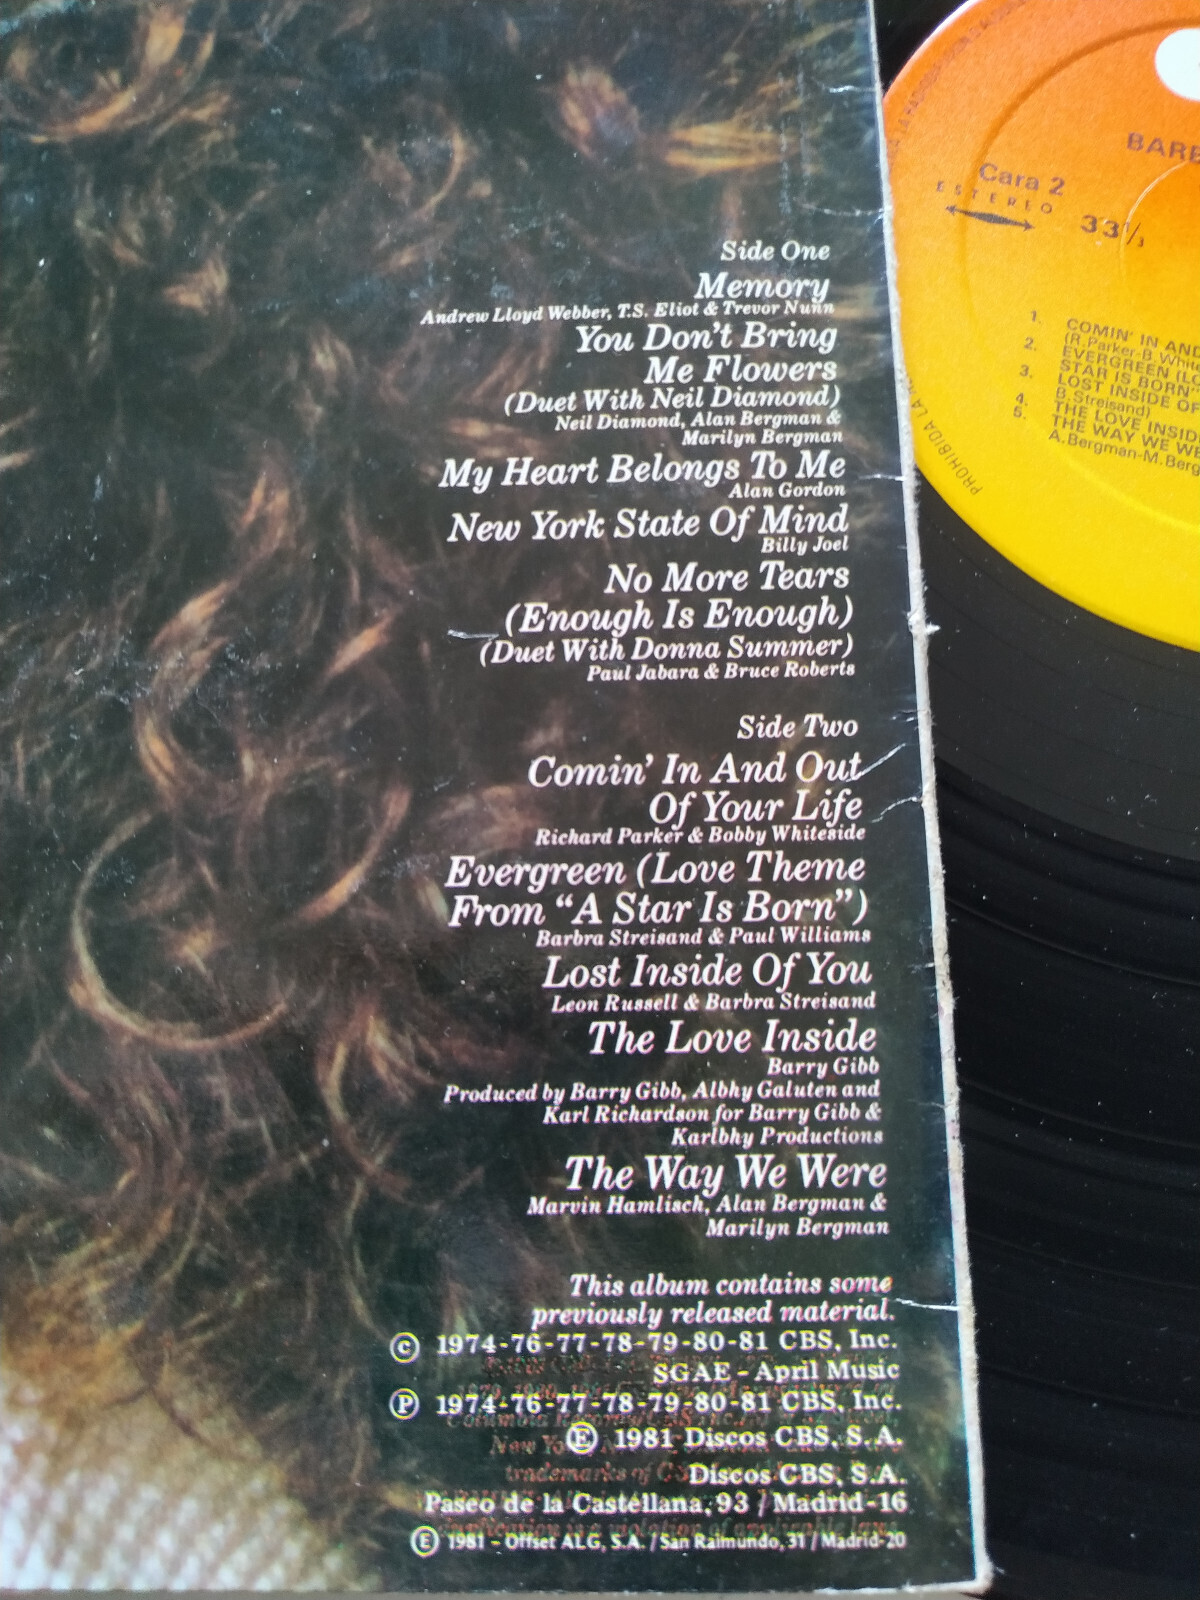 Side One
Memory
Andrew Lloyd Webber, T.S. Eliot & Trevor Nunn
You Don't Bring
Me Flowers
(Duet With Neil Diamond)
Neil Diamond, Alan Bergman &
Marilyn Bergman
My Heart Belongs To Me
Alan Gordon
New York State Of Mind
Billy Joel
No More Tears
(Enough Is Enough)
(Duet With Donna Summer)
Paul Jabara & Bruce Roberts
Side Two
Comin' In And Out
Of Your Life
Richard Parker & Bobby Whiteside
Evergreen (Love Theme
From “A Star Is Born”)
Barbra Streisand & Paul Williams
Lost Inside Of You
Leon Russell & Barbra Streisand
The Love Inside
Barry Gibb
Produced by Barry Gibb, Albhy Galuten and
Karl Richardson for Barry Gibb &
Karlbhy Productions
The Way We Were
Marvin Hamlisch, Alan Bergman &
Marilyn Bergman
This album contains some
previously released material.
© 1974-76-77-78-79-80-81 CBS, Inc.
SGAE - April Music
Ⓟ 1974-76-77-78-79-80-81 CBS, Inc.
Ⓔ 1981 Discos CBS, S.A.
Discos CBS, S.A.
Paseo de la Castellana, 93 / Madrid-16
Ⓔ 1981 - Offset ALG, S.A. / San Raimundo, 31 / Madrid-20
BARB
Cara 2
ESTEREO
33 1/3
1. COMIN' IN AND
(R.Parker-B.White
2. EVERGREEN (LO
STAR IS BORN"
3. LOST INSIDE OF
B.Streisand)
4. THE LOVE INSID
5. THE WAY WE WE
A.Bergman-M.Berg
PROHIBIDA LA